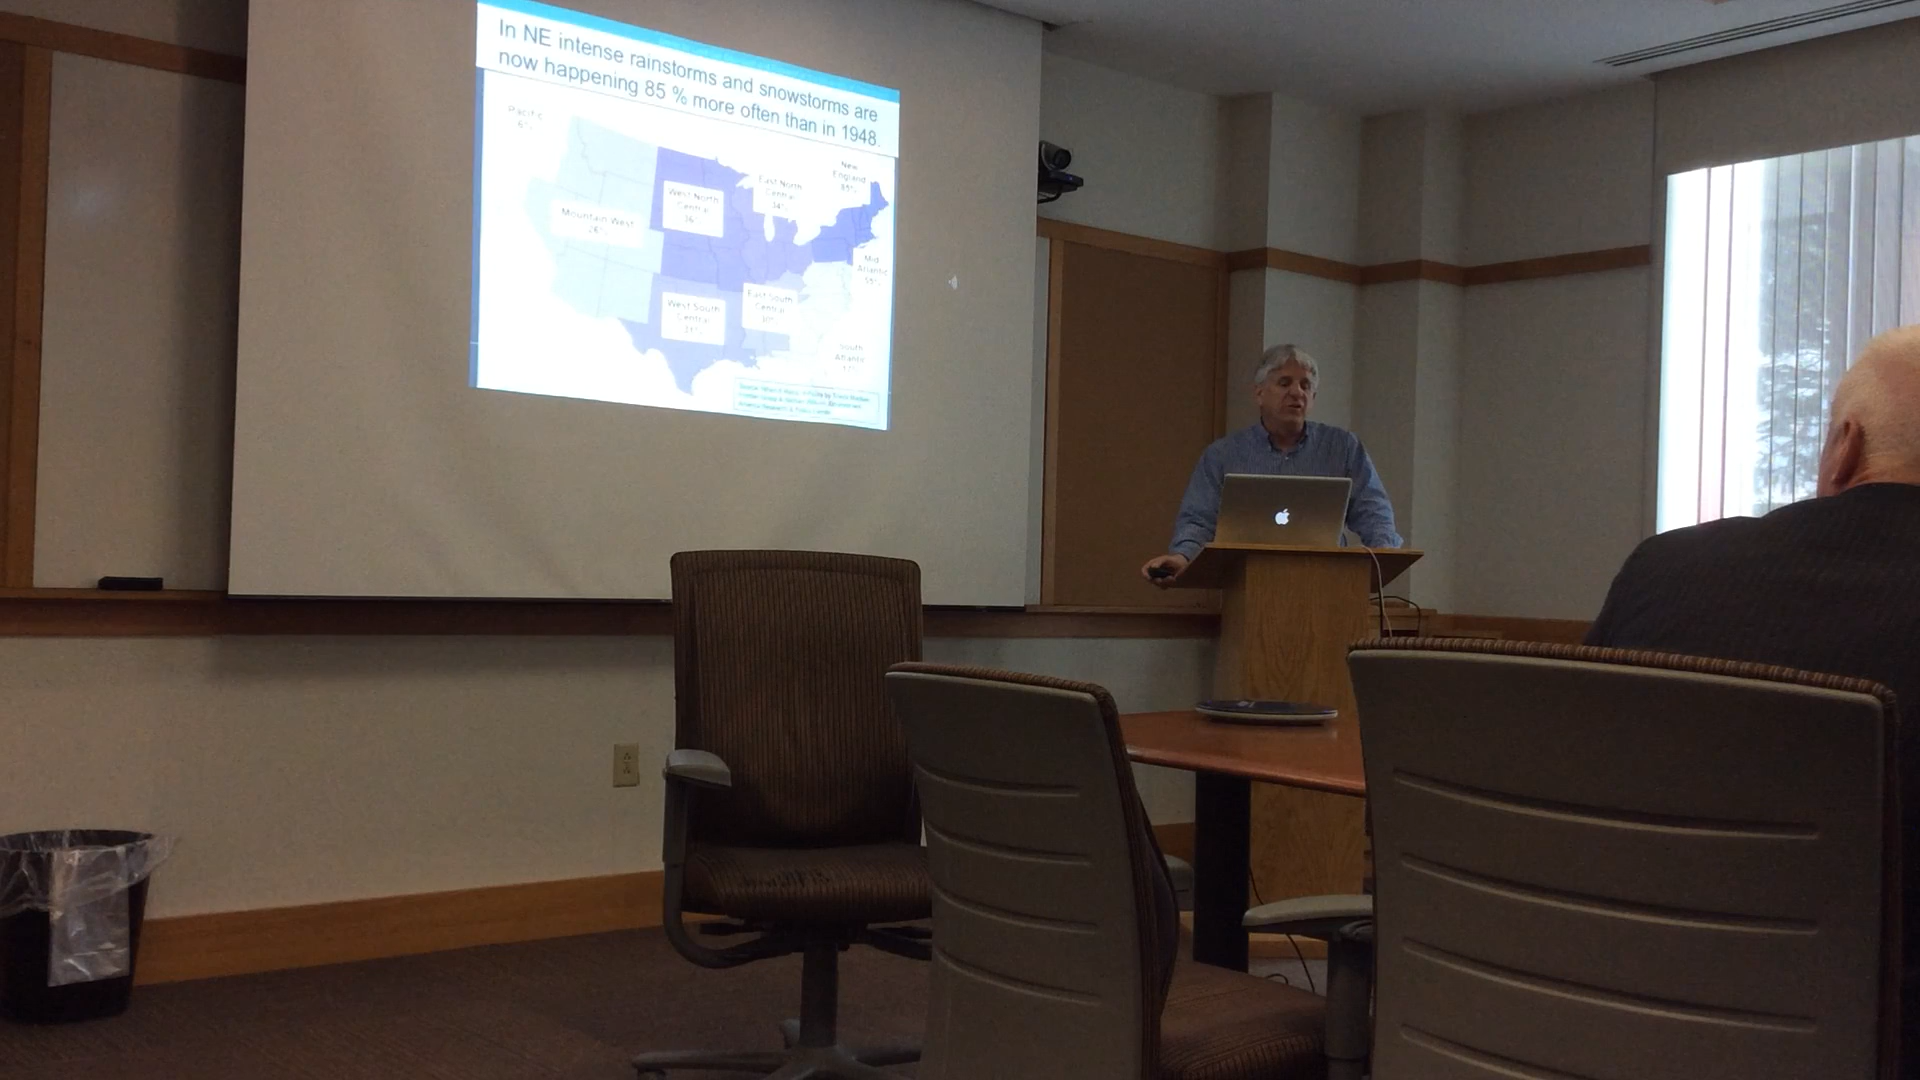 In NE intense rainstorms and snowstorms are
now happening 85 % more often than in 1948.
Pacific
6%
New
England
85%
East North
Central
34%
West North
Central
Mountain West
26%
Mid
Atlantic
55%
East South
Central
West South
Central
South
Atlantic